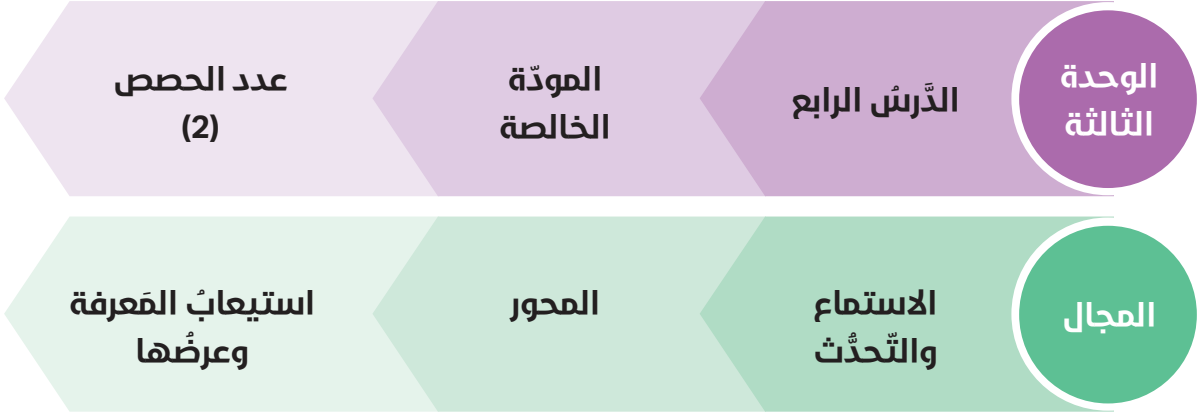 الوحدة
الثالثة
الدَّرسُ الرابع
المودّة
الخالصة
عدد الحصص
(2)
المجال
الاستماع
والتّحدُّث
المحور
استيعابُ المَعرفة
وعرضُها